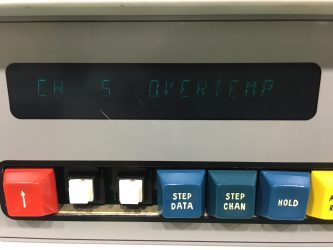 CH 5 OVERTEMP
↑
STEP DATA
STEP CHAN
HOLD